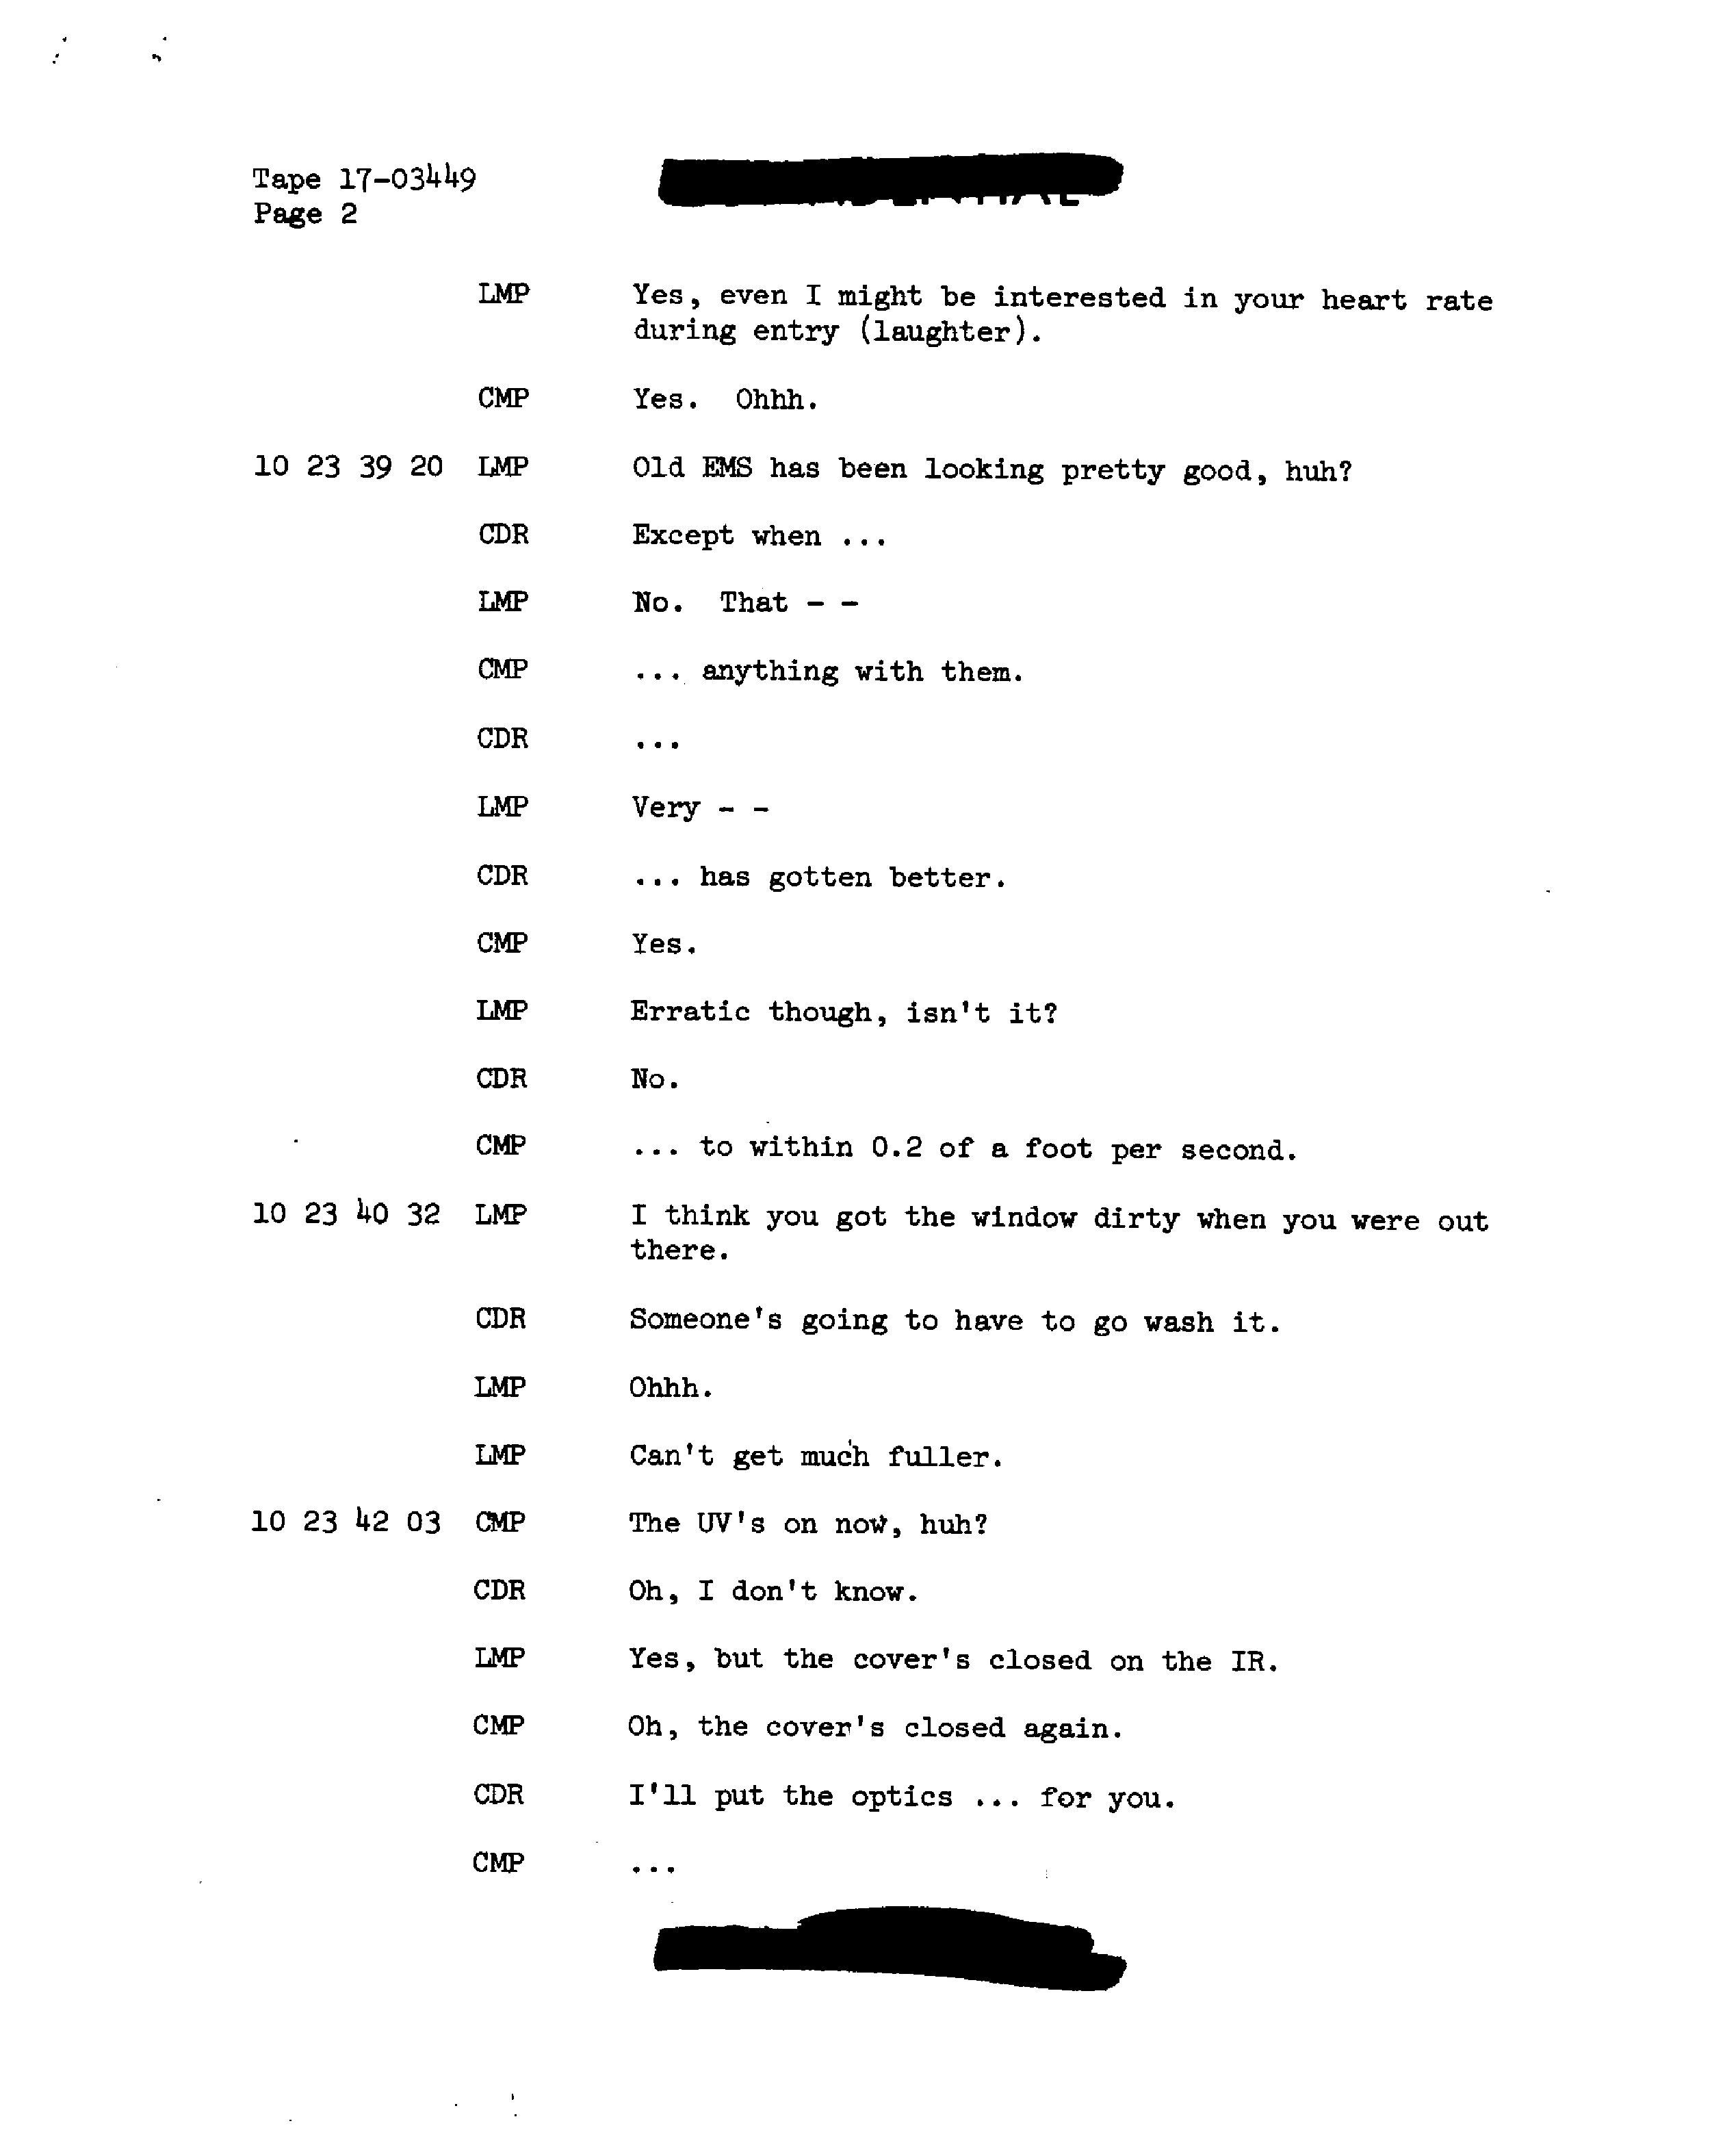 Tape 17-03449
Page 2
LMP Yes, even I might be interested in your heart rate
during entry (laughter).
CMP Yes. Ohhh.
10 23 39 20 LMP Old EMS has been looking pretty good, huh?
CDR Except when ...
LMP No. That - -
CMP ... anything with them.
CDR ...
LMP Very - -
CDR ... has gotten better.
CMP Yes.
LMP Erratic though, isn't it?
CDR No.
CMP ... to within 0.2 of a foot per second.
10 23 40 32 LMP I think you got the window dirty when you were out
there.
CDR Someone's going to have to go wash it.
LMP Ohhh.
LMP Can't get much fuller.
10 23 42 03 CMP The UV's on now, huh?
CDR Oh, I don't know.
LMP Yes, but the cover's closed on the IR.
CMP Oh, the cover's closed again.
CDR I'll put the optics ... for you.
CMP ...